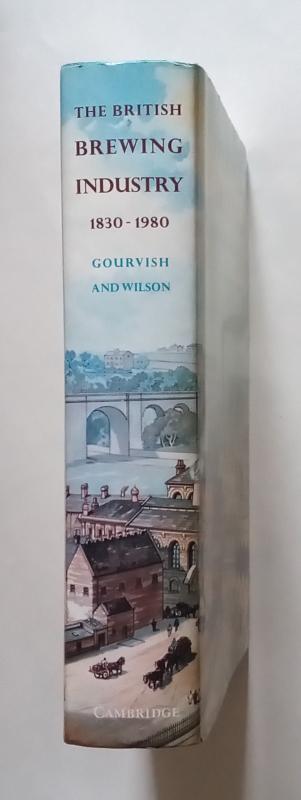 THE BRITISH
BREWING
INDUSTRY
1830 - 1980
GOURVISH
AND WILSON
CAMBRIDGE